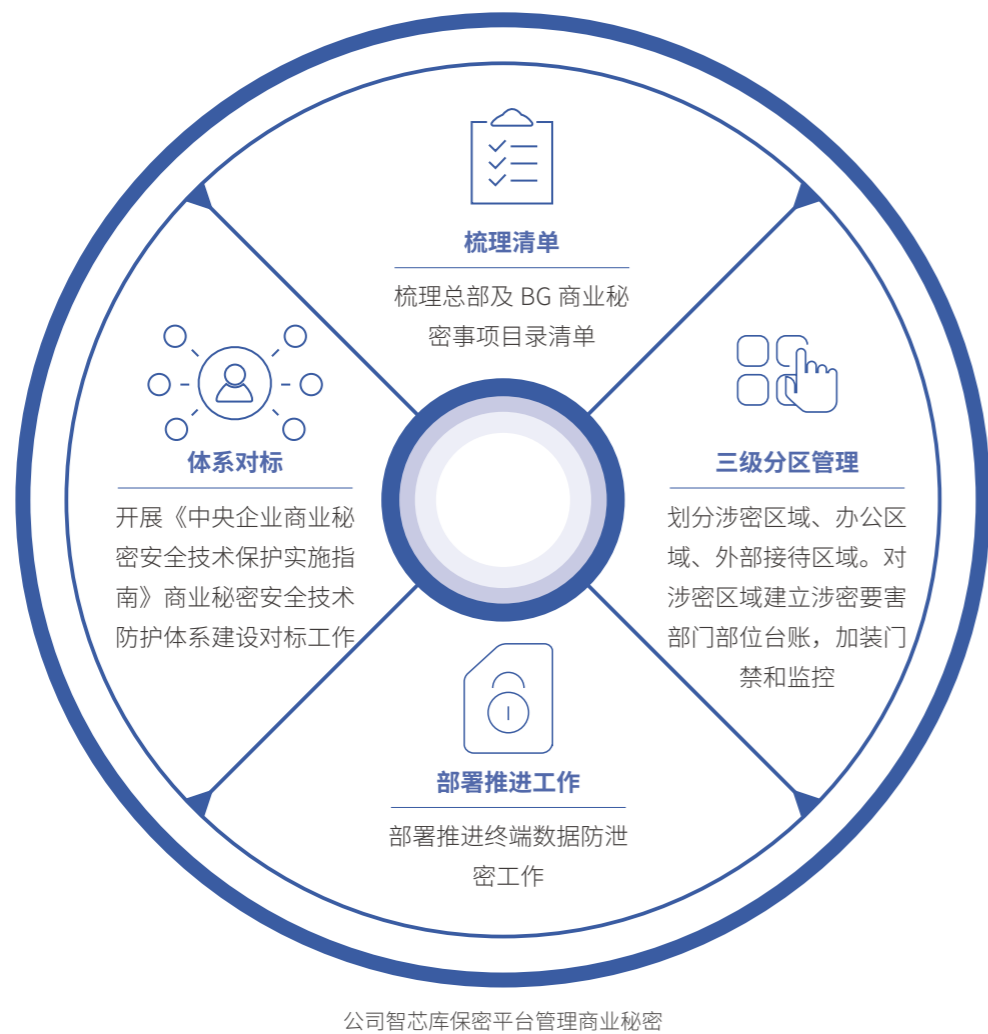 梳理清单
梳理总部及 BG 商业秘
密事项目录清单
体系对标
开展《中央企业商业秘
密安全技术保护实施指
南》商业秘密安全技术
防护体系建设对标工作
三级分区管理
划分涉密区域、办公区
域、外部接待区域。对
涉密区域建立涉密要害
部门部位台账，加装门
禁和监控
部署推进工作
部署推进终端数据防泄
密工作
公司智芯库保密平台管理商业秘密